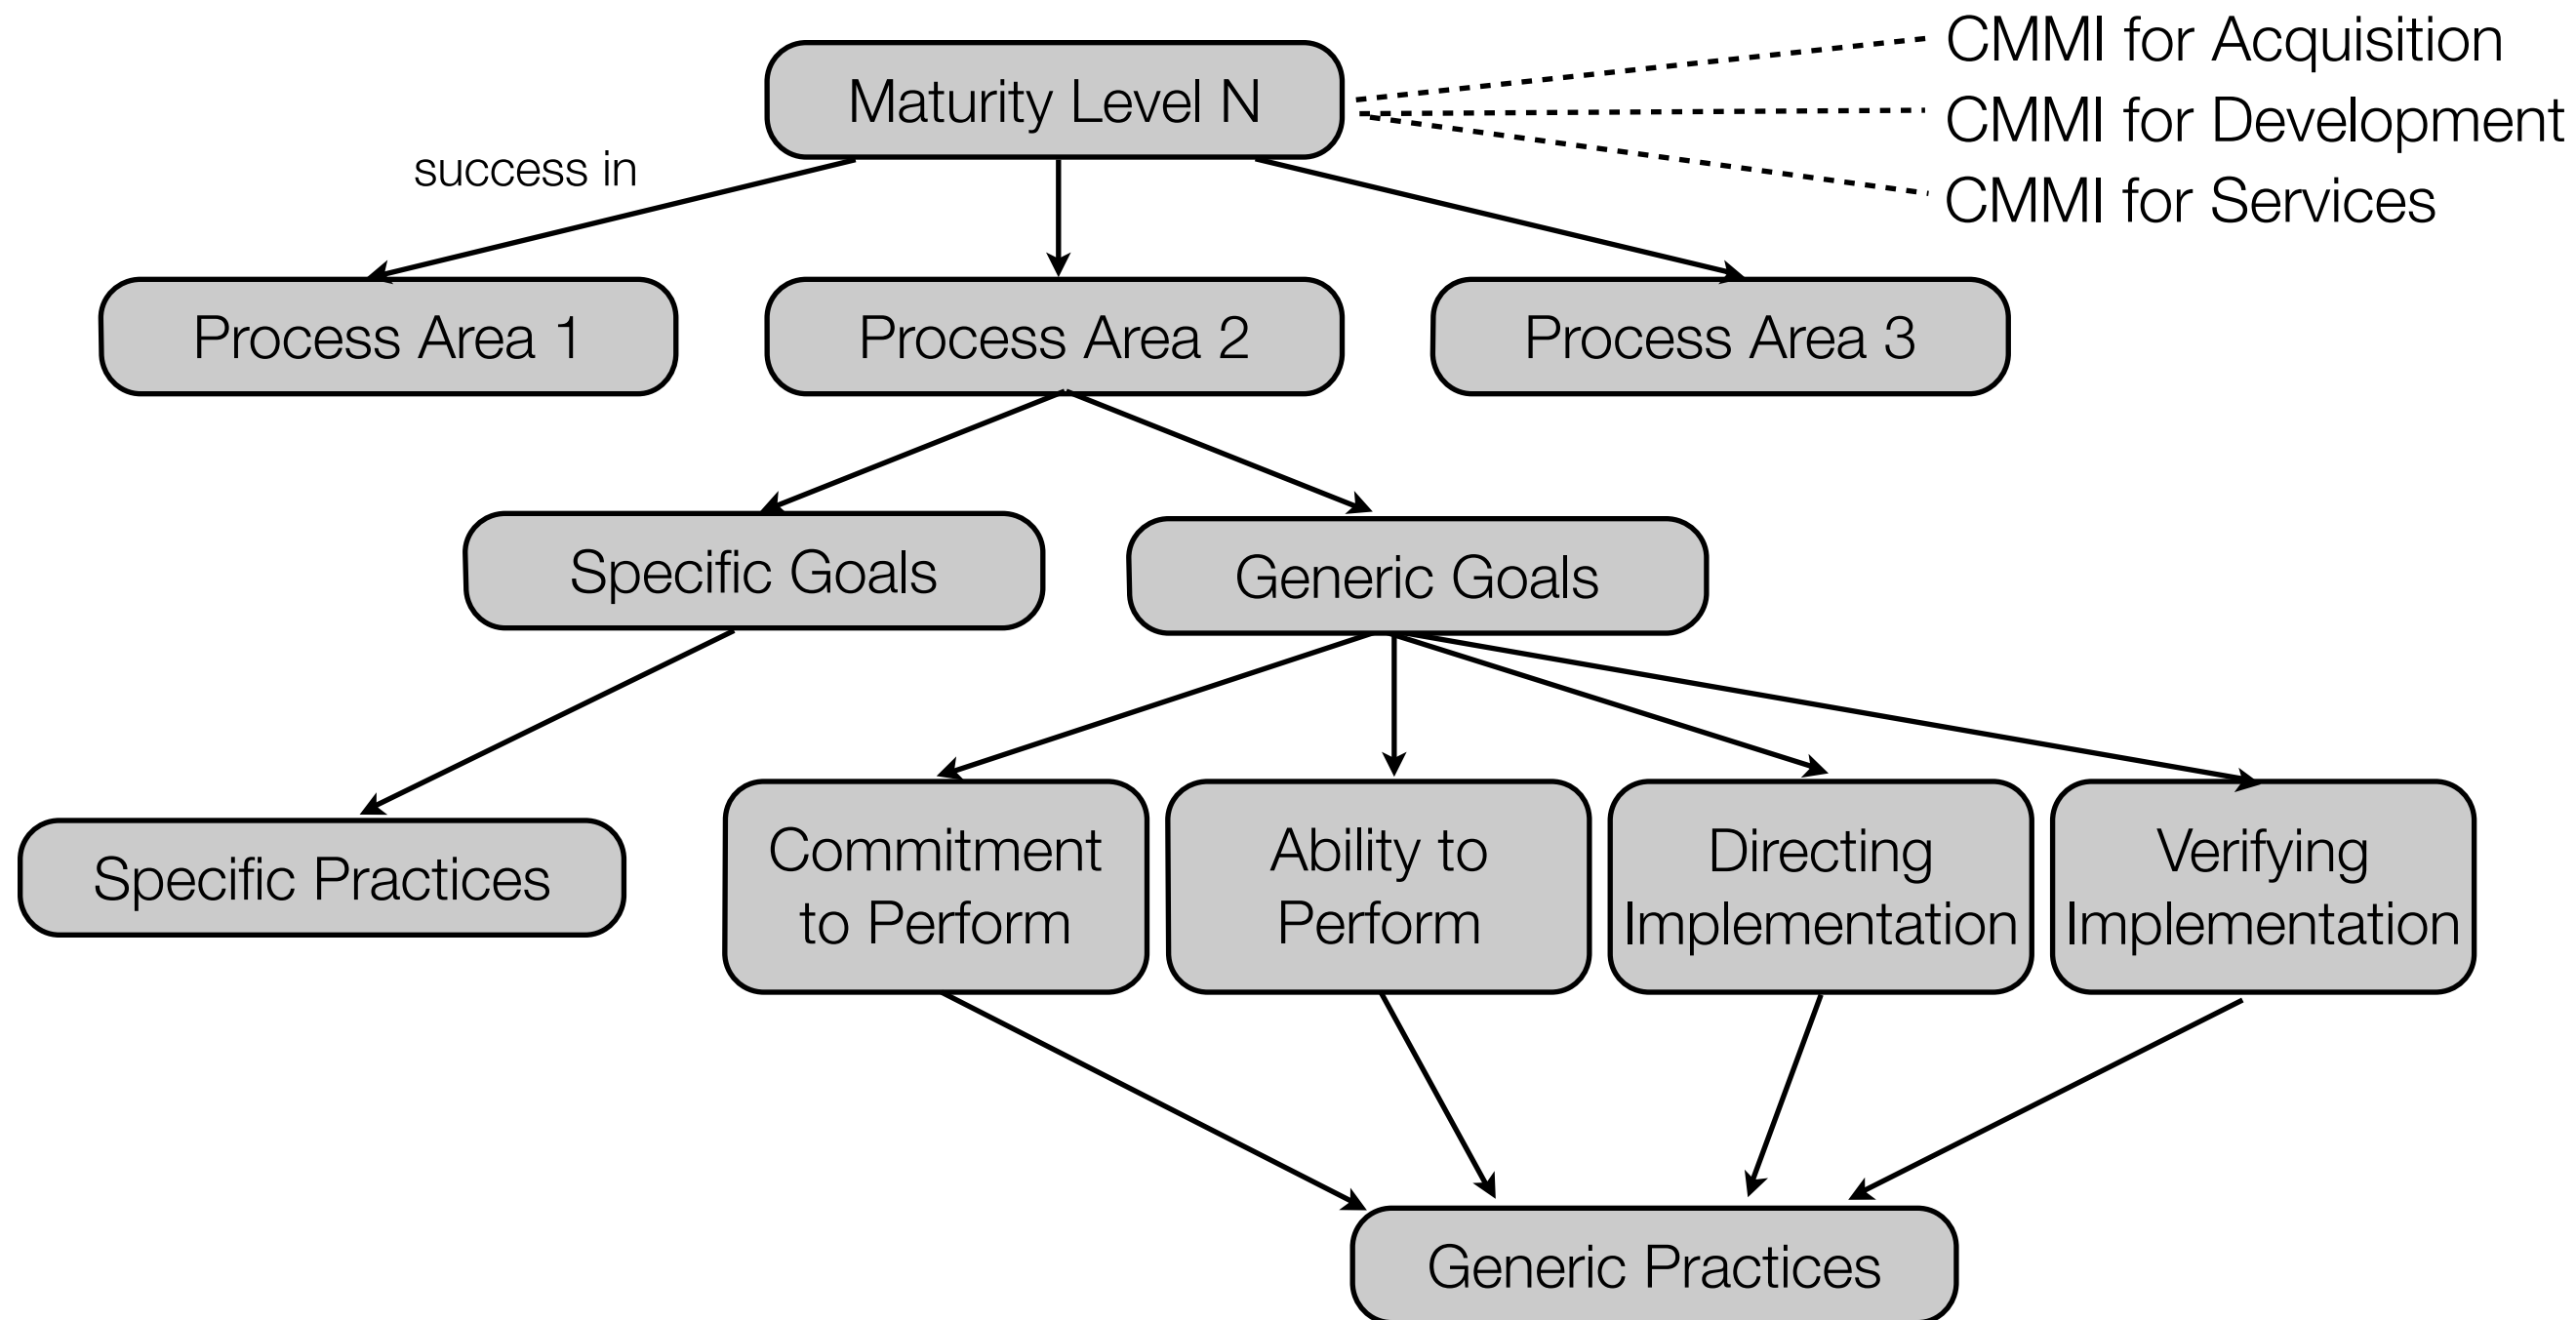 Maturity Level N
CMMI for Acquisition
CMMI for Development
CMMI for Services
success in
Process Area 1
Process Area 2
Process Area 3
Specific Goals
Generic Goals
Specific Practices
Commitment
to Perform
Ability to
Perform
Directing
Implementation
Verifying
Implementation
Generic Practices